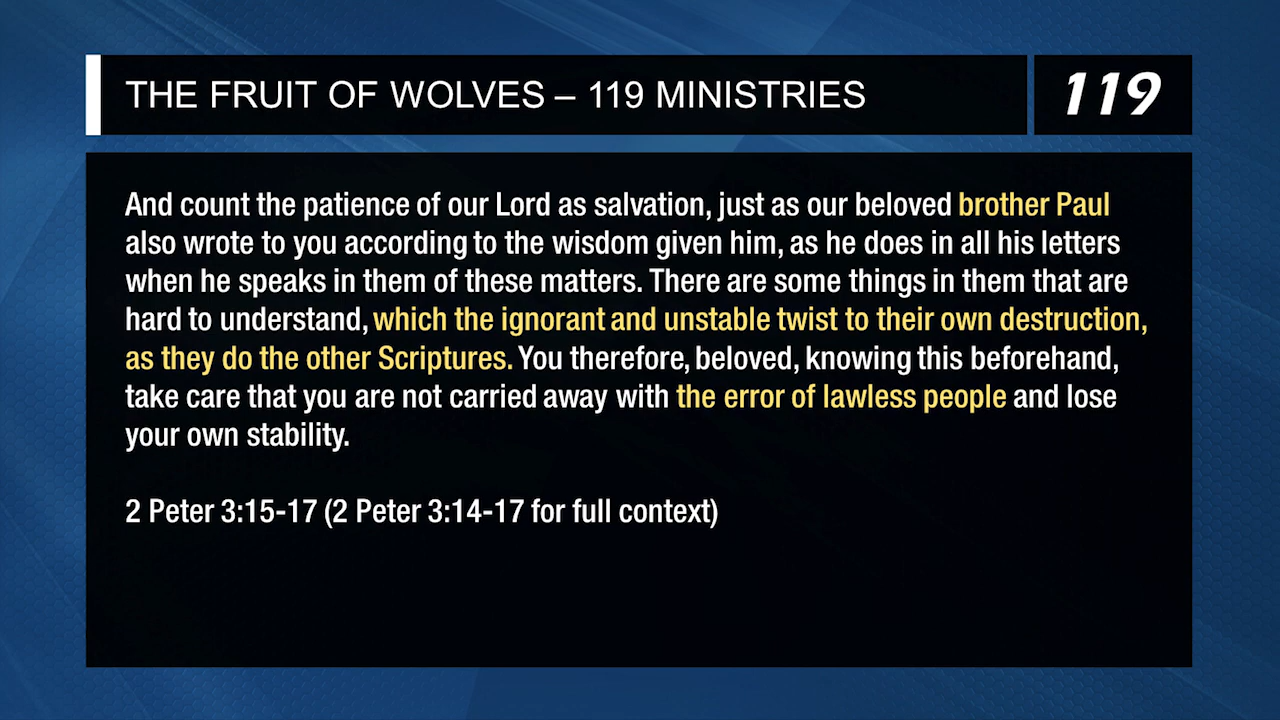 THE FRUIT OF WOLVES – 119 MINISTRIES
119
And count the patience of our Lord as salvation, just as our beloved brother Paul
also wrote to you according to the wisdom given him, as he does in all his letters
when he speaks in them of these matters. There are some things in them that are
hard to understand, which the ignorant and unstable twist to their own destruction,
as they do the other Scriptures. You therefore, beloved, knowing this beforehand,
take care that you are not carried away with the error of lawless people and lose
your own stability.
2 Peter 3:15-17 (2 Peter 3:14-17 for full context)